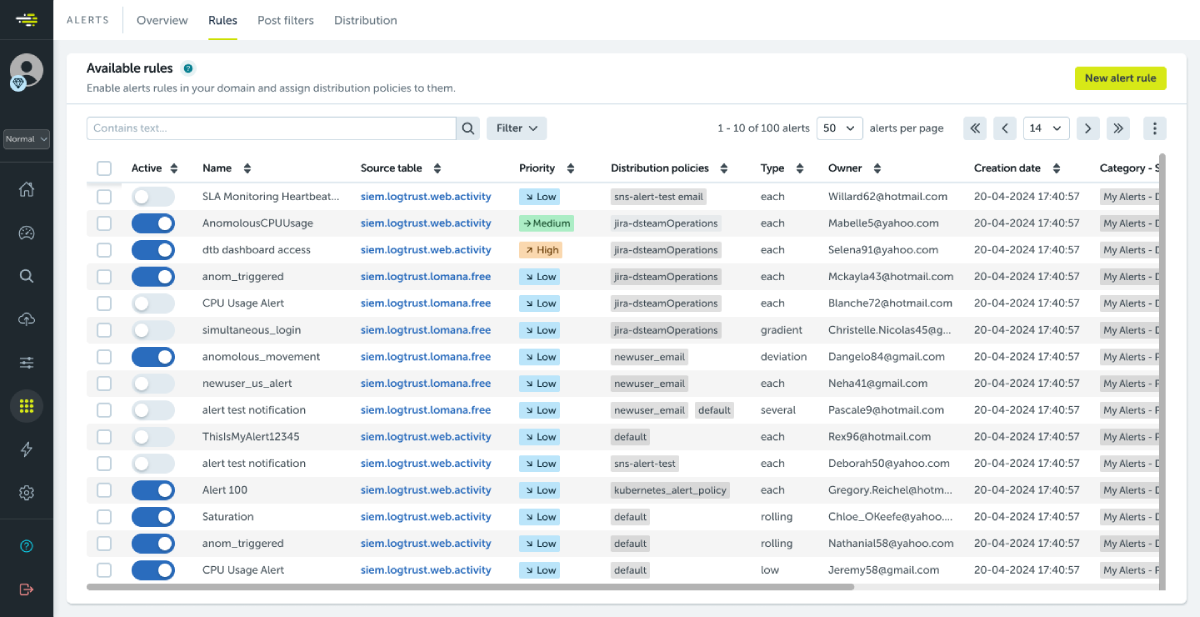 ALERTS Overview Rules Post filters Distribution
Normal
Available rules ?
Enable alerts rules in your domain and assign distribution policies to them.
New alert rule
Contains text... Filter 1 - 10 of 100 alerts 50 alerts per page 14
Active Name Source table Priority Distribution policies Type Owner Creation date Category - S
SLA Monitoring Heartbeat... siem.logtrust.web.activity Low sns-alert-test email each Willard62@hotmail.com 20-04-2024 17:40:57 My Alerts - D
AnomolousCPUUsage siem.logtrust.web.activity Medium jira-dsteamOperations each Mabelle5@yahoo.com 20-04-2024 17:40:57 My Alerts - D
dtb dashboard access siem.logtrust.web.activity High jira-dsteamOperations each Selena91@yahoo.com 20-04-2024 17:40:57 My Alerts - D
anom_triggered siem.logtrust.lomana.free Low jira-dsteamOperations each Mckayla43@hotmail.com 20-04-2024 17:40:57 My Alerts - D
CPU Usage Alert siem.logtrust.lomana.free Low jira-dsteamOperations each Blanche72@hotmail.com 20-04-2024 17:40:57 My Alerts - D
simultaneous_login siem.logtrust.lomana.free Low jira-dsteamOperations gradient Christelle.Nicolas45@g... 20-04-2024 17:40:57 My Alerts - D
anomolous_movement siem.logtrust.lomana.free Low newuser_email deviation Dangelo84@gmail.com 20-04-2024 17:40:57 My Alerts - F
newuser_us_alert siem.logtrust.lomana.free Low newuser_email each Neha41@gmail.com 20-04-2024 17:40:57 My Alerts - F
alert test notification siem.logtrust.lomana.free Low newuser_email default several Pascale9@hotmail.com 20-04-2024 17:40:57 My Alerts - F
ThisIsMyAlert12345 siem.logtrust.web.activity Low default each Rex96@hotmail.com 20-04-2024 17:40:57 My Alerts - F
alert test notification siem.logtrust.web.activity Low sns-alert-test each Deborah50@yahoo.com 20-04-2024 17:40:57 My Alerts - D
Alert 100 siem.logtrust.web.activity Low kubernetes_alert_policy each Gregory.Reichel@hotm... 20-04-2024 17:40:57 My Alerts - D
Saturation siem.logtrust.web.activity Low default rolling Chloe_OKeefe@yahoo.... 20-04-2024 17:40:57 My Alerts - D
anom_triggered siem.logtrust.web.activity Low default rolling Nathanial58@yahoo.com 20-04-2024 17:40:57 My Alerts - D
CPU Usage Alert siem.logtrust.web.activity Low default low Jeremy58@gmail.com 20-04-2024 17:40:57 My Alerts - F